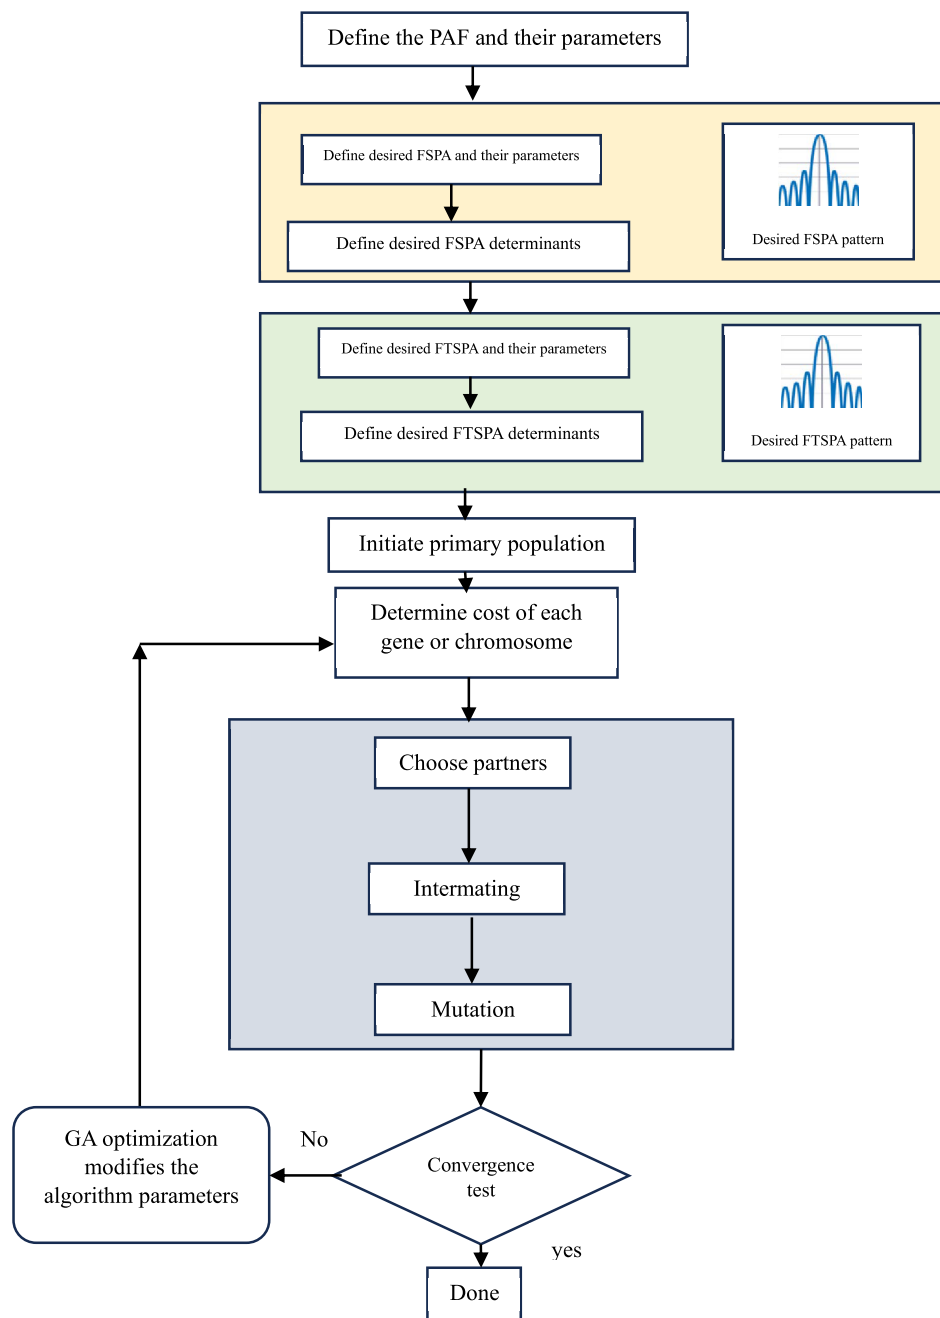 Define the PAF and their parameters
Define desired FSPA and their parameters
Define desired FSPA determinants
Desired FSPA pattern
Define desired FTSPA and their parameters
Define desired FTSPA determinants
Desired FTSPA pattern
Initiate primary population
Determine cost of each
gene or chromosome
Choose partners
Intermating
Mutation
Convergence
test
No
GA optimization
modifies the
algorithm parameters
yes
Done